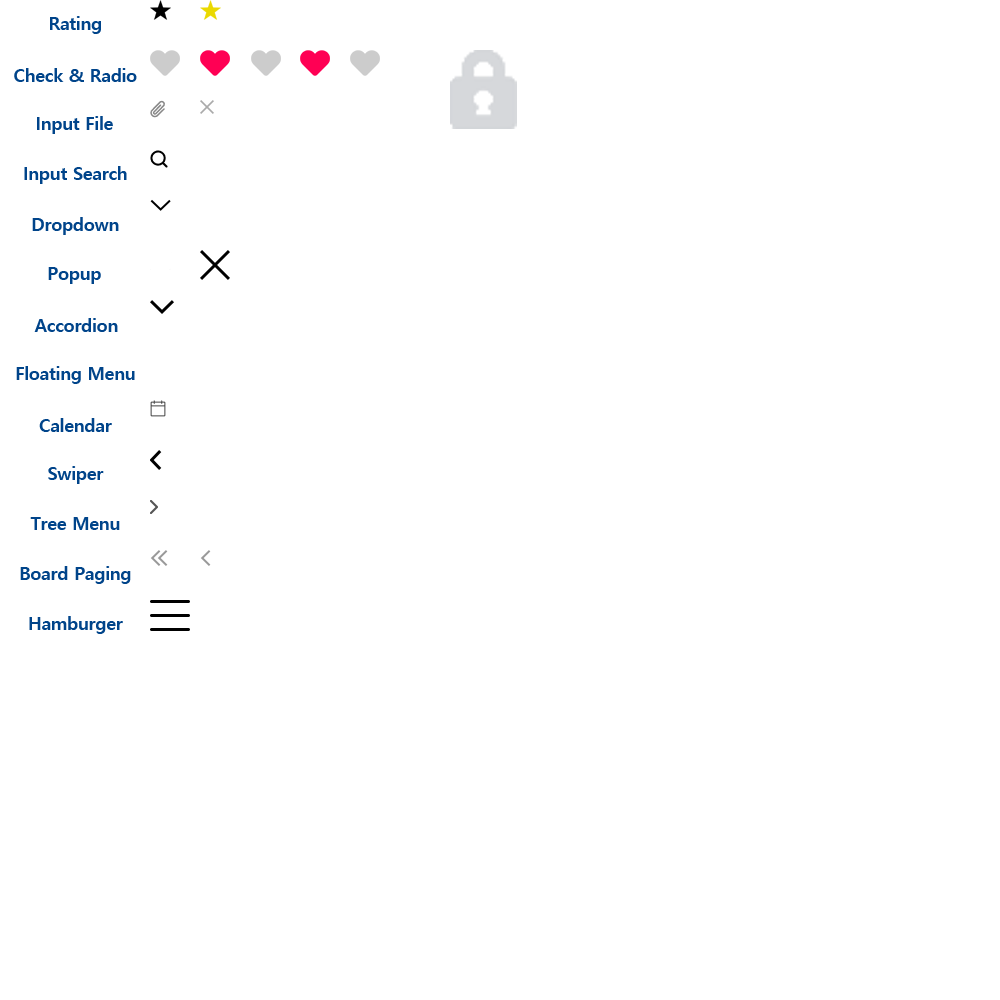 Rating
Check & Radio
Input File
Input Search
Dropdown
Popup
Accordion
Floating Menu
Calendar
Swiper
Tree Menu
Board Paging
Hamburger